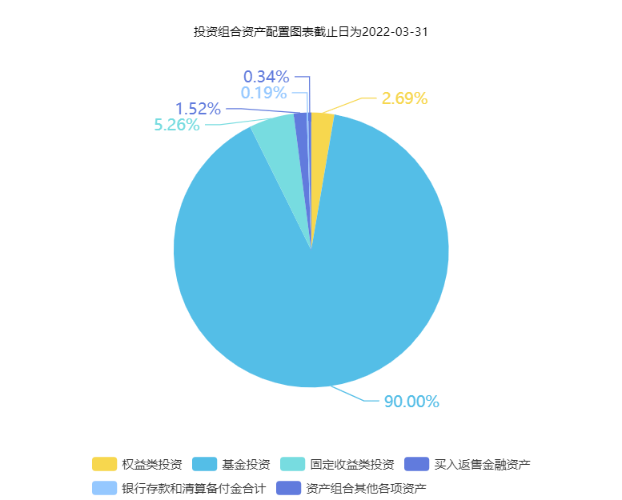 投资组合资产配置图表截止日为2022-03-31
0.34%
0.19%
2.69%
1.52%
5.26%
90.00%
权益类投资 基金投资 固定收益类投资 买入返售金融资产
银行存款和清算备付金合计 资产组合其他各项资产